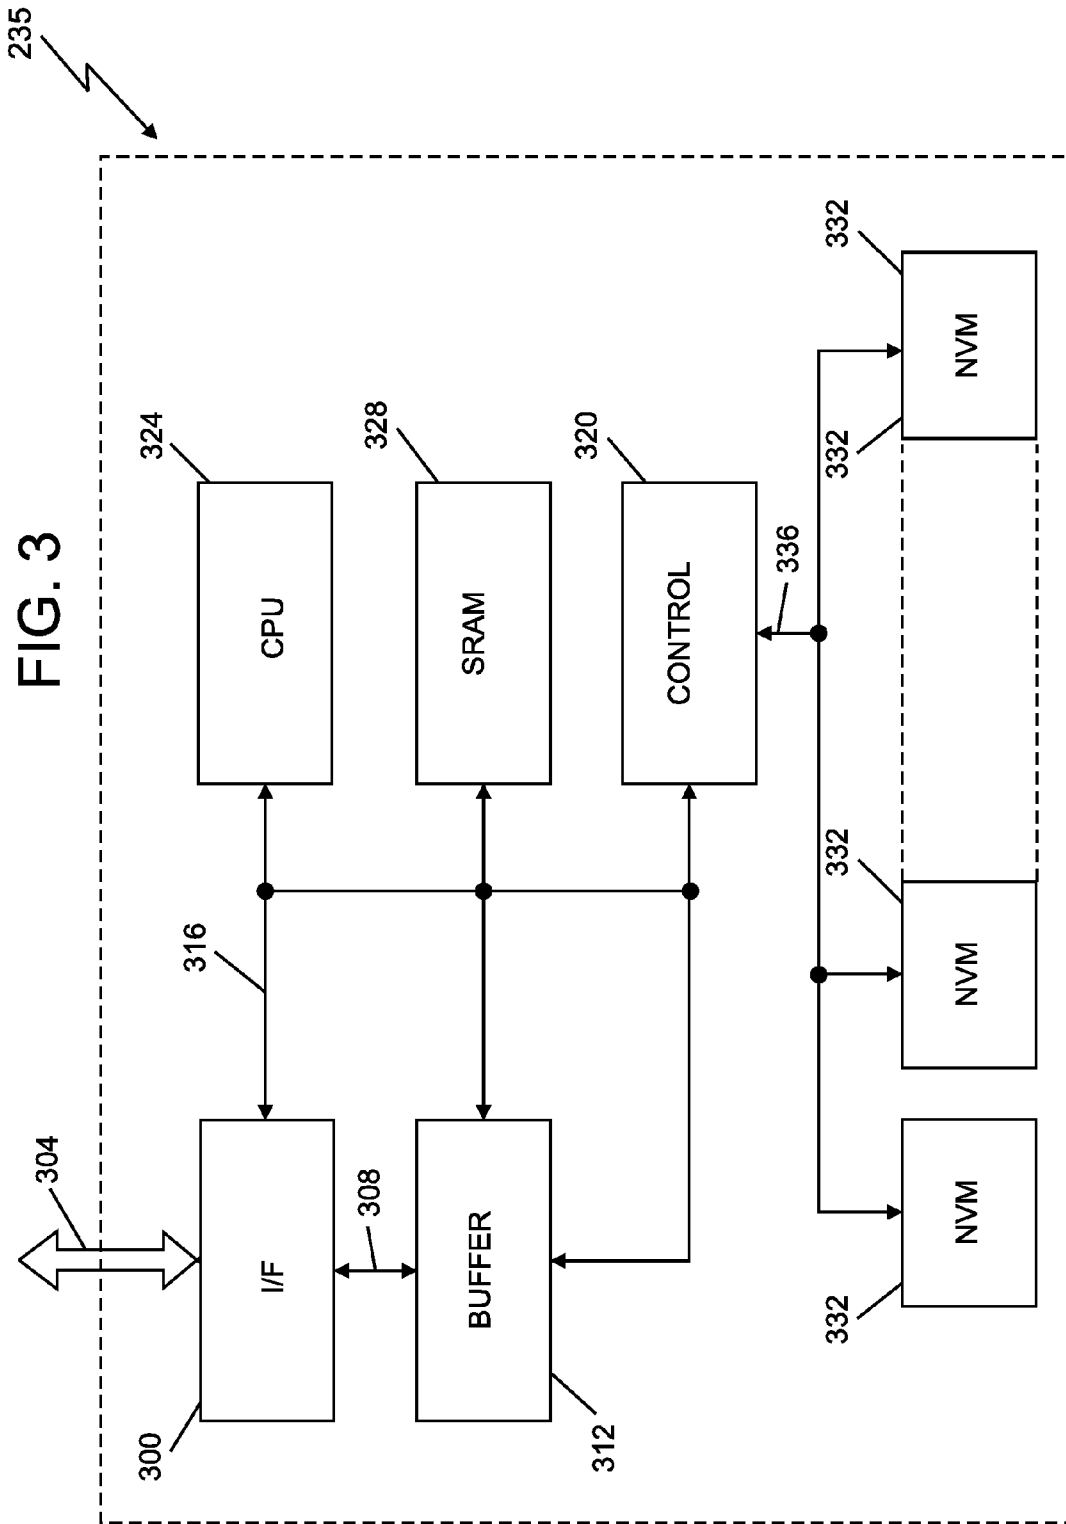 FIG. 3
235
304
300
I/F
316
324
CPU
308
312
BUFFER
328
SRAM
320
CONTROL
336
332
NVM
332
NVM
332
332
NVM